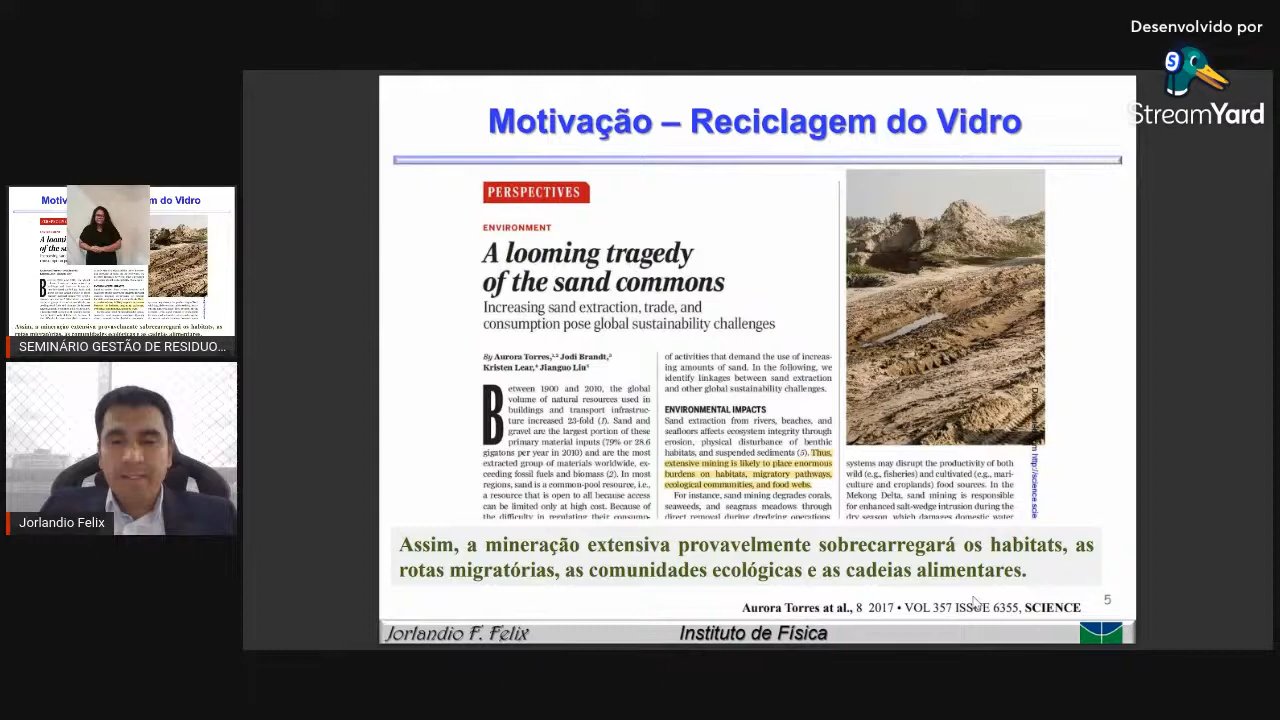 Desenvolvido por
StreamYard
Motivação – Reciclagem do Vidro
PERSPECTIVES
ENVIRONMENT
A looming tragedy
of the sand commons
Increasing sand extraction, trade, and
consumption pose global sustainability challenges
By Aurora Torres, Jodi Brandt,
Kristen Lear, Jianguo Liu
Between 1900 and 2010, the global
volume of natural resources used in
buildings and transport infrastruc-
ture increased 23-fold (1). Sand and
gravel are the largest portion of these
primary material inputs (79% or 28.6
gigatons per year in 2010) and are the most
extracted group of materials worldwide, ex-
ceeding fossil fuels and biomass (2). In most
regions, sand is a common-pool resource, i.e.,
a resource that is open to all because access
can be limited only at high cost. Because of
the difficulty in regulating their consump-
of activities that demand the use of increas-
ing amounts of sand. In the following, we
identify linkages between sand extraction
and other global sustainability challenges.
ENVIRONMENTAL IMPACTS
Sand extraction from rivers, beaches, and
seafloors affects ecosystem integrity through
erosion, physical disturbance of benthic
habitats, and suspended sediments (5). Thus,
extensive mining is likely to place enormous
burdens on habitats, migratory pathways,
ecological communities, and food webs.
For instance, sand mining degrades corals,
seaweeds, and seagrass meadows through
direct removal during dredging operations,
systems may disrupt the productivity of both
wild (e.g., fisheries) and cultivated (e.g., mari-
culture and croplands) food sources. In the
Mekong Delta, sand mining is responsible
for enhanced salt-wedge intrusion during the
dry season, which damages domestic water
http://science
Assim, a mineração extensiva provavelmente sobrecarregará os habitats, as
rotas migratórias, as comunidades ecológicas e as cadeias alimentares.
Aurora Torres at al., 8 2017 • VOL 357 ISSUE 6355, SCIENCE
5
Jorlandio F. Felix
Instituto de Física
SEMINÁRIO GESTÃO DE RESIDUO...
Jorlandio Felix